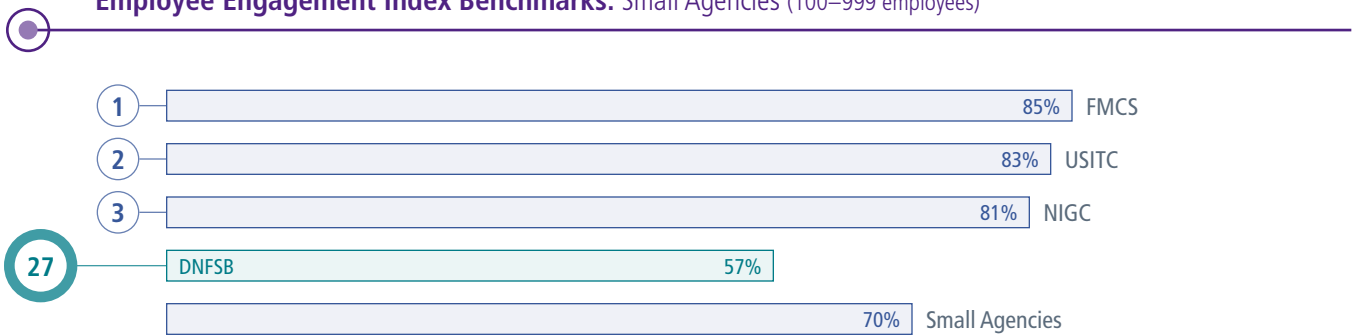 Employee Engagement Index Benchmarks: Small Agencies (100–999 employees)
1 85% FMCS
2 83% USITC
3 81% NIGC
27 DNFSB 57%
70% Small Agencies